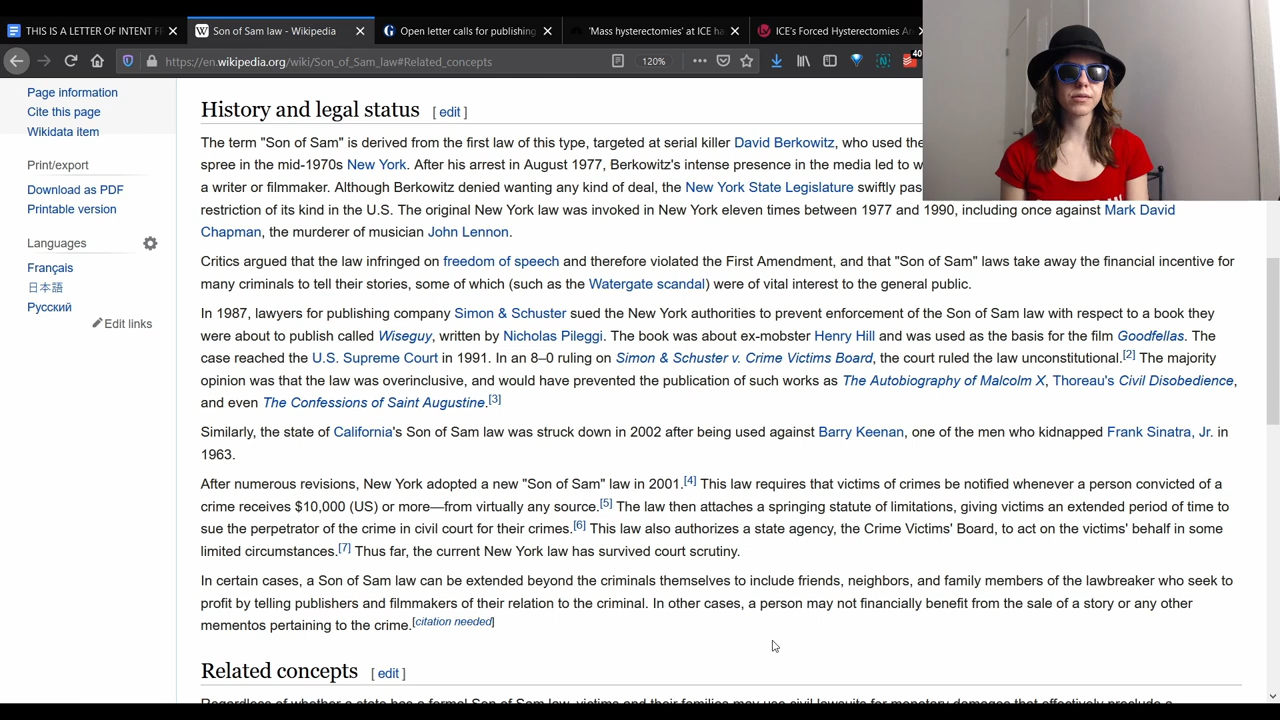 THIS IS A LETTER OF INTENT F
Son of Sam law - Wikipedia
Open letter calls for publishing
'Mass hysterectomies' at ICE ha
ICE's Forced Hysterectomies A
https://en.wikipedia.org/wiki/Son_of_Sam_law#Related_concepts
120%
40
Page information
Cite this page
Wikidata item
Print/export
Download as PDF
Printable version
Languages
Français
日本語
Русский
Edit links
History and legal status [ edit ]
The term "Son of Sam" is derived from the first law of this type, targeted at serial killer David Berkowitz, who used the
spree in the mid-1970s New York. After his arrest in August 1977, Berkowitz's intense presence in the media led to w
a writer or filmmaker. Although Berkowitz denied wanting any kind of deal, the New York State Legislature swiftly pas
restriction of its kind in the U.S. The original New York law was invoked in New York eleven times between 1977 and 1990, including once against Mark David
Chapman, the murderer of musician John Lennon.
Critics argued that the law infringed on freedom of speech and therefore violated the First Amendment, and that "Son of Sam" laws take away the financial incentive for
many criminals to tell their stories, some of which (such as the Watergate scandal) were of vital interest to the general public.
In 1987, lawyers for publishing company Simon & Schuster sued the New York authorities to prevent enforcement of the Son of Sam law with respect to a book they
were about to publish called Wiseguy, written by Nicholas Pileggi. The book was about ex-mobster Henry Hill and was used as the basis for the film Goodfellas. The
case reached the U.S. Supreme Court in 1991. In an 8–0 ruling on Simon & Schuster v. Crime Victims Board, the court ruled the law unconstitutional.[2] The majority
opinion was that the law was overinclusive, and would have prevented the publication of such works as The Autobiography of Malcolm X, Thoreau's Civil Disobedience,
and even The Confessions of Saint Augustine.[3]
Similarly, the state of California's Son of Sam law was struck down in 2002 after being used against Barry Keenan, one of the men who kidnapped Frank Sinatra, Jr. in
1963.
After numerous revisions, New York adopted a new "Son of Sam" law in 2001.[4] This law requires that victims of crimes be notified whenever a person convicted of a
crime receives $10,000 (US) or more—from virtually any source.[5] The law then attaches a springing statute of limitations, giving victims an extended period of time to
sue the perpetrator of the crime in civil court for their crimes.[6] This law also authorizes a state agency, the Crime Victims' Board, to act on the victims' behalf in some
limited circumstances.[7] Thus far, the current New York law has survived court scrutiny.
In certain cases, a Son of Sam law can be extended beyond the criminals themselves to include friends, neighbors, and family members of the lawbreaker who seek to
profit by telling publishers and filmmakers of their relation to the criminal. In other cases, a person may not financially benefit from the sale of a story or any other
mementos pertaining to the crime.[citation needed]
Related concepts [ edit ]
Regardless of whether a state has a formal Son of Sam law, victims and their families may use civil lawsuits for monetary damages that effectively preclude a